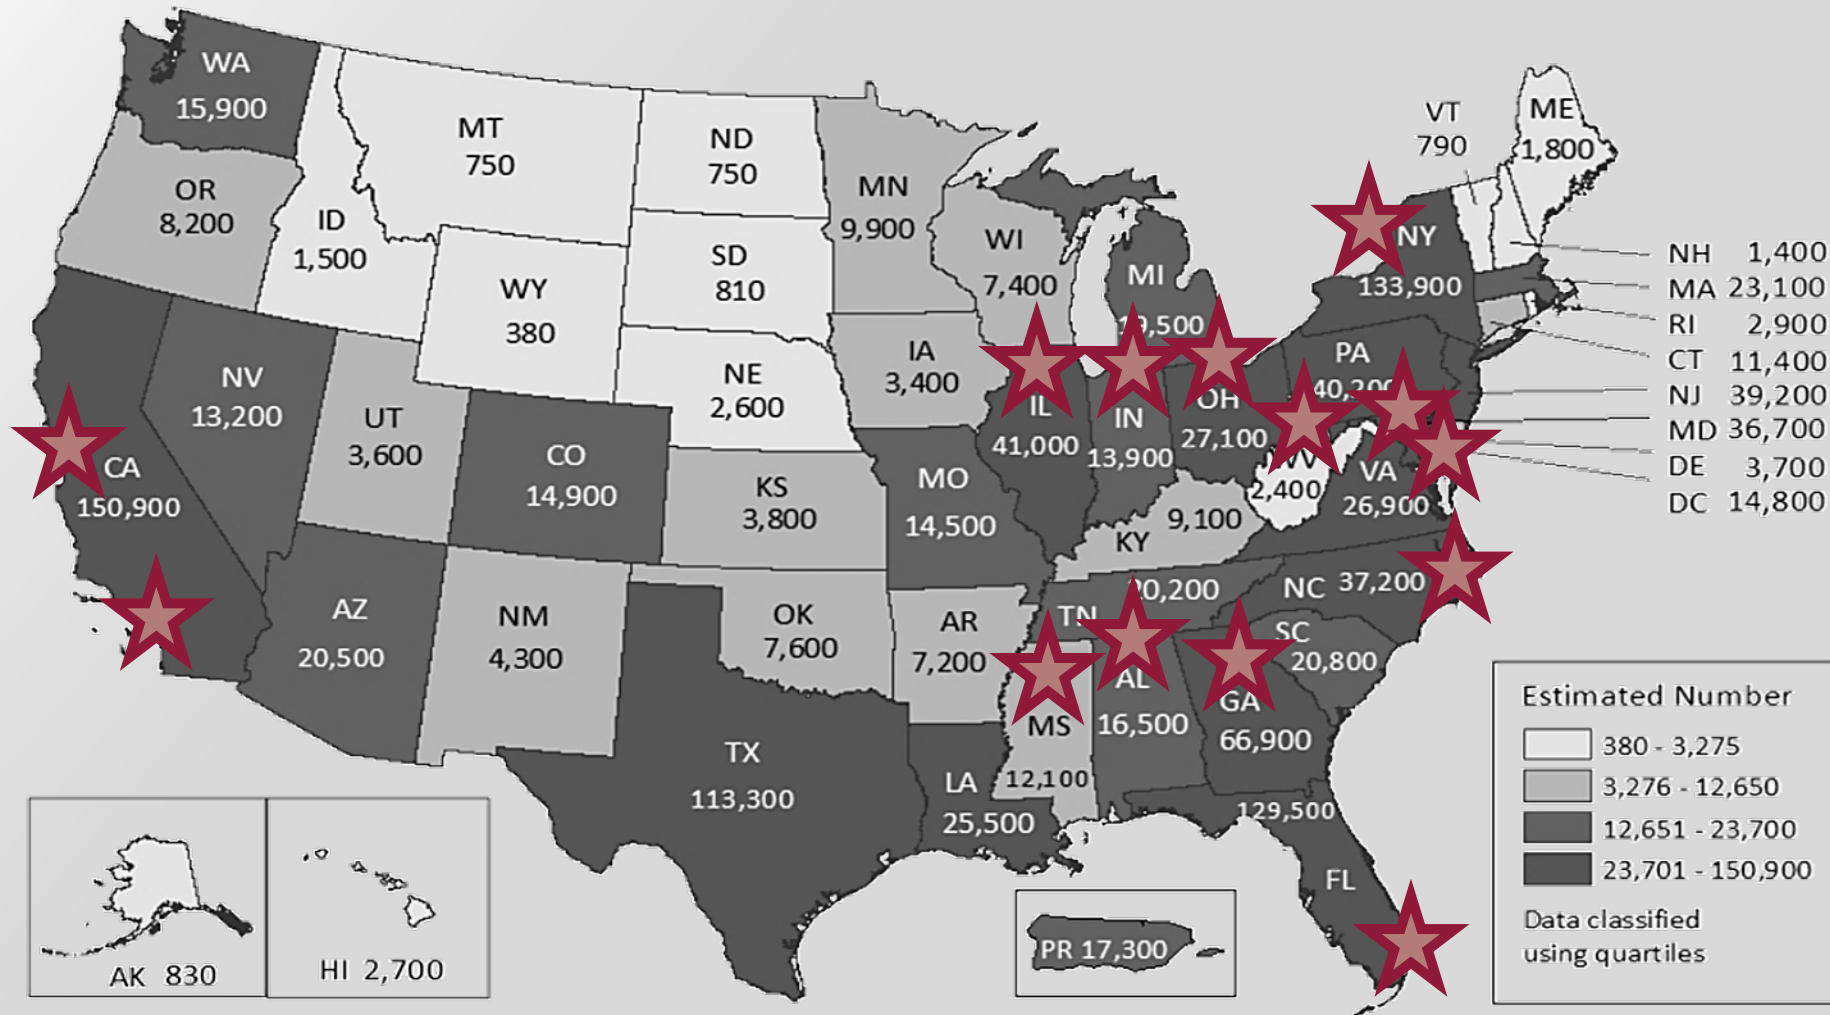 WA
15,900
MT
750
ND
750
VT
790
ME
1,800
OR
8,200
ID
1,500
MN
9,900
WI
7,400
NY
133,900
SD
810
WY
380
MI
19,500
NH 1,400
MA 23,100
RI 2,900
CT 11,400
NJ 39,200
MD 36,700
DE 3,700
DC 14,800
IA
3,400
NE
2,600
PA
40,200
NV
13,200
UT
3,600
CO
14,900
IL
41,000
IN
13,900
OH
27,100
CA
150,900
KS
3,800
MO
14,500
WV
2,400
VA
26,900
KY 9,100
AZ
20,500
NM
4,300
OK
7,600
AR
7,200
TN 20,200
NC 37,200
SC
20,800
MS
12,100
AL
16,500
GA
66,900
TX
113,300
LA
25,500
129,500
FL
AK 830
HI 2,700
PR 17,300
Estimated Number
380 - 3,275
3,276 - 12,650
12,651 - 23,700
23,701 - 150,900
Data classified
using quartiles